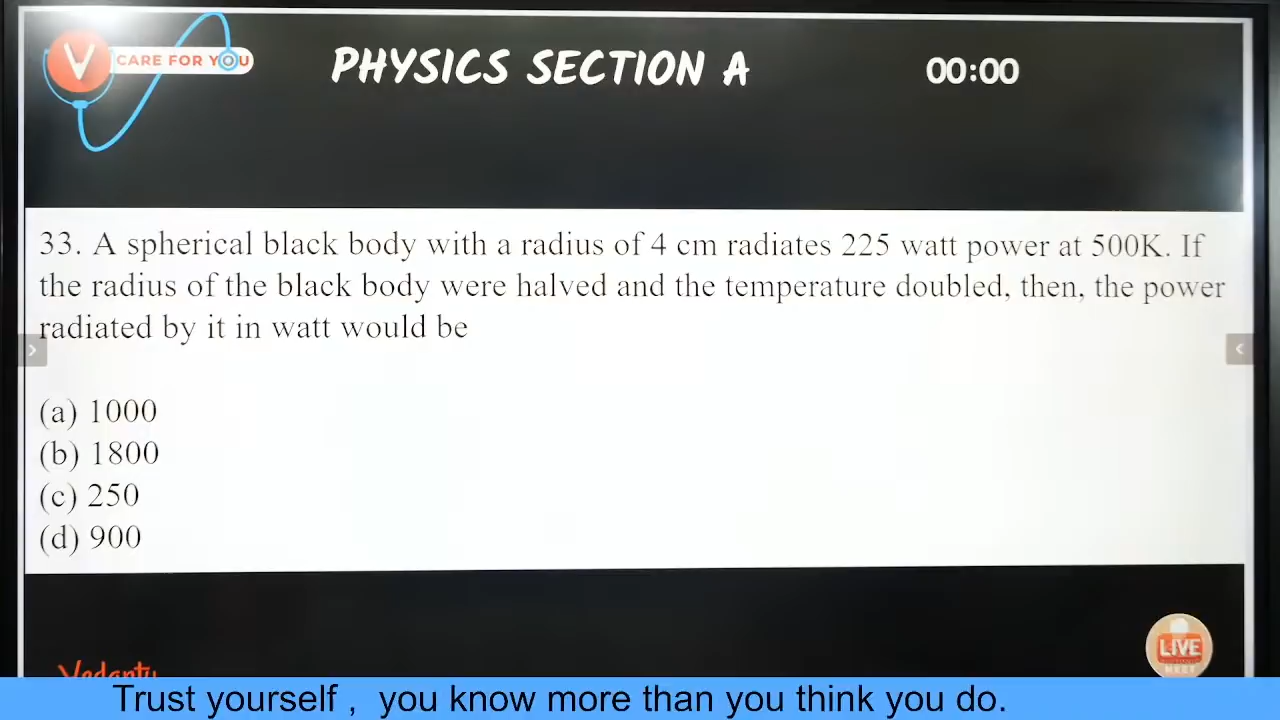 V CARE FOR YOU
PHYSICS SECTION A
00:00
33. A spherical black body with a radius of 4 cm radiates 225 watt power at 500K. If
the radius of the black body were halved and the temperature doubled, then, the power
radiated by it in watt would be
(a) 1000
(b) 1800
(c) 250
(d) 900
LIVE
NEET
Vedantu
Trust yourself , you know more than you think you do.